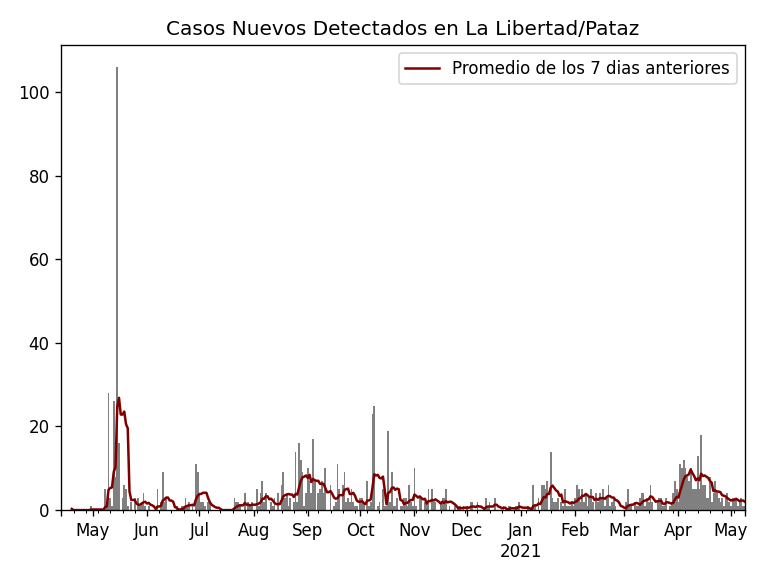 Casos Nuevos Detectados en La Libertad/Pataz
Promedio de los 7 dias anteriores
100
80
60
40
20
0
May Jun Jul Aug Sep Oct Nov Dec Jan Feb Mar Apr May
2021